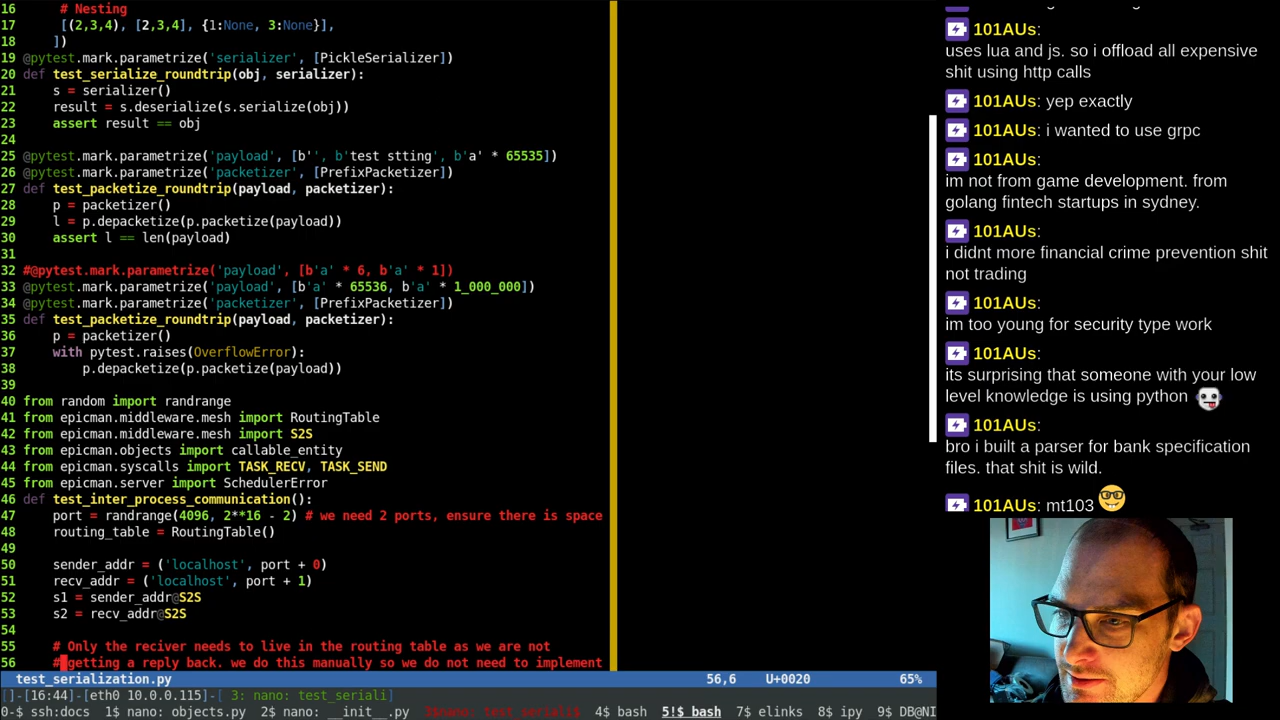 16     # Nesting
17     [(2,3,4), [2,3,4], {1:None, 3:None}],
18    ])
19 @pytest.mark.parametrize('serializer', [PickleSerializer])
20 def test_serialize_roundtrip(obj, serializer):
21    s = serializer()
22    result = s.deserialize(s.serialize(obj))
23    assert result == obj
24
25 @pytest.mark.parametrize('payload', [b'', b'test stting', b'a' * 65535])
26 @pytest.mark.parametrize('packetizer', [PrefixPacketizer])
27 def test_packetize_roundtrip(payload, packetizer):
28    p = packetizer()
29    l = p.depacketize(p.packetize(payload))
30    assert l == len(payload)
31
32 #@pytest.mark.parametrize('payload', [b'a' * 6, b'a' * 1])
33 @pytest.mark.parametrize('payload', [b'a' * 65536, b'a' * 1_000_000])
34 @pytest.mark.parametrize('packetizer', [PrefixPacketizer])
35 def test_packetize_roundtrip(payload, packetizer):
36    p = packetizer()
37    with pytest.raises(OverflowError):
38        p.depacketize(p.packetize(payload))
39
40 from random import randrange
41 from epicman.middleware.mesh import RoutingTable
42 from epicman.middleware.mesh import S2S
43 from epicman.objects import callable_entity
44 from epicman.syscalls import TASK_RECV, TASK_SEND
45 from epicman.server import SchedulerError
46 def test_inter_process_communication():
47    port = randrange(4096, 2**16 - 2) # we need 2 ports, ensure there is space
48    routing_table = RoutingTable()
49
50    sender_addr = ('localhost', port + 0)
51    recv_addr = ('localhost', port + 1)
52    s1 = sender_addr@S2S
53    s2 = recv_addr@S2S
54
55    # Only the reciver needs to live in the routing table as we are not
56    # getting a reply back. we do this manually so we do not need to implement
test_serialization.py 56,6 U+0020 65%
[]-[16:44]-[eth0 10.0.0.115]-[ 3: nano: test_seriali]
0-$ ssh:docs 1$ nano: objects.py 2$ nano: __init__.py 3$nano: test_seriali$ 4$ bash 5!$ bash 7$ elinks 8$ ipy 9$ DB@NI
101AUs:
uses lua and js. so i offload all expensive
shit using http calls
101AUs: yep exactly
101AUs: i wanted to use grpc
101AUs:
im not from game development. from
golang fintech startups in sydney.
101AUs:
i didnt more financial crime prevention shit
not trading
101AUs:
im too young for security type work
101AUs:
its surprising that someone with your low
level knowledge is using python
101AUs:
bro i built a parser for bank specification
files. that shit is wild.
101AUs: mt103